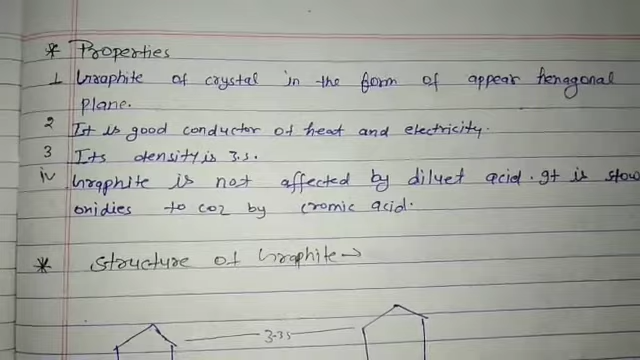 * Properties
1 Graphite of crystal in the form of appear hexagonal
plane.
2 It is good conductor of heat and electricity.
3 Its density is 3.5.
iv Graphite is not affected by diluet acid. It is slow
oxidies to co2 by cromic acid.
* Structure of Graphite →
3.35